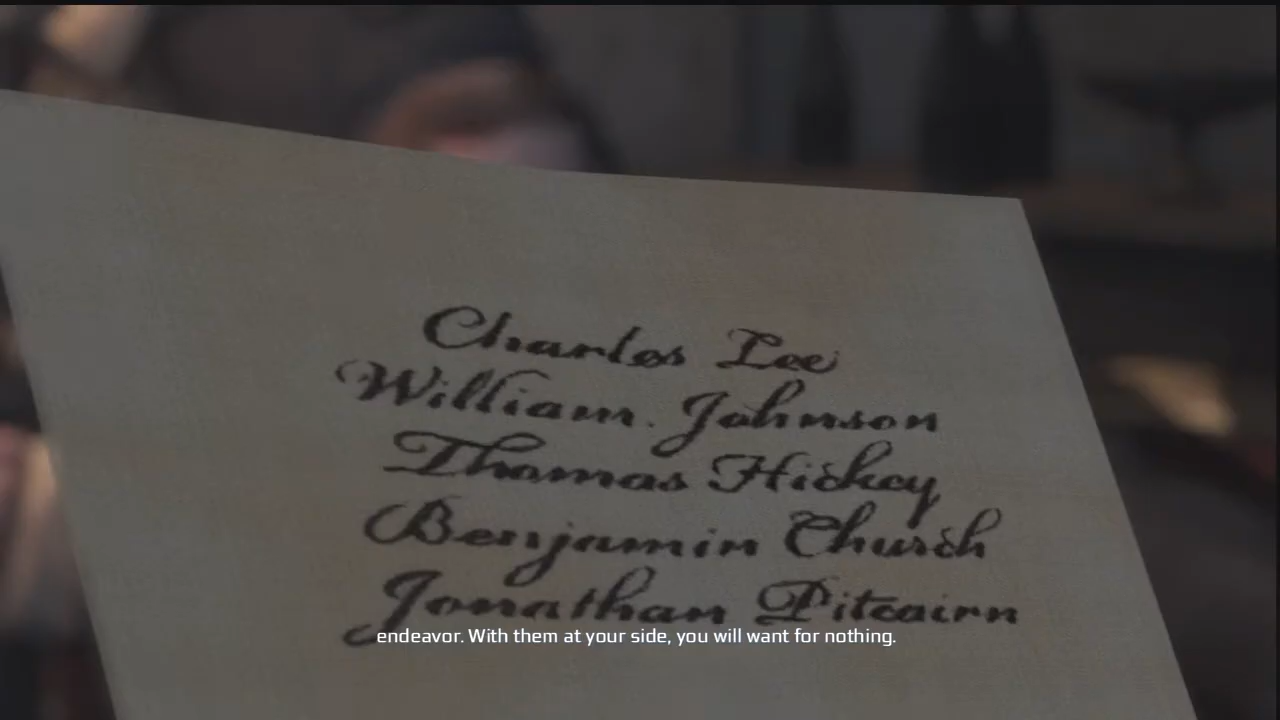 Charles Lee
William. Johnson
Thomas Hickey
Benjamin Church
Jonathan Pitcairn
endeavor. With them at your side, you will want for nothing.